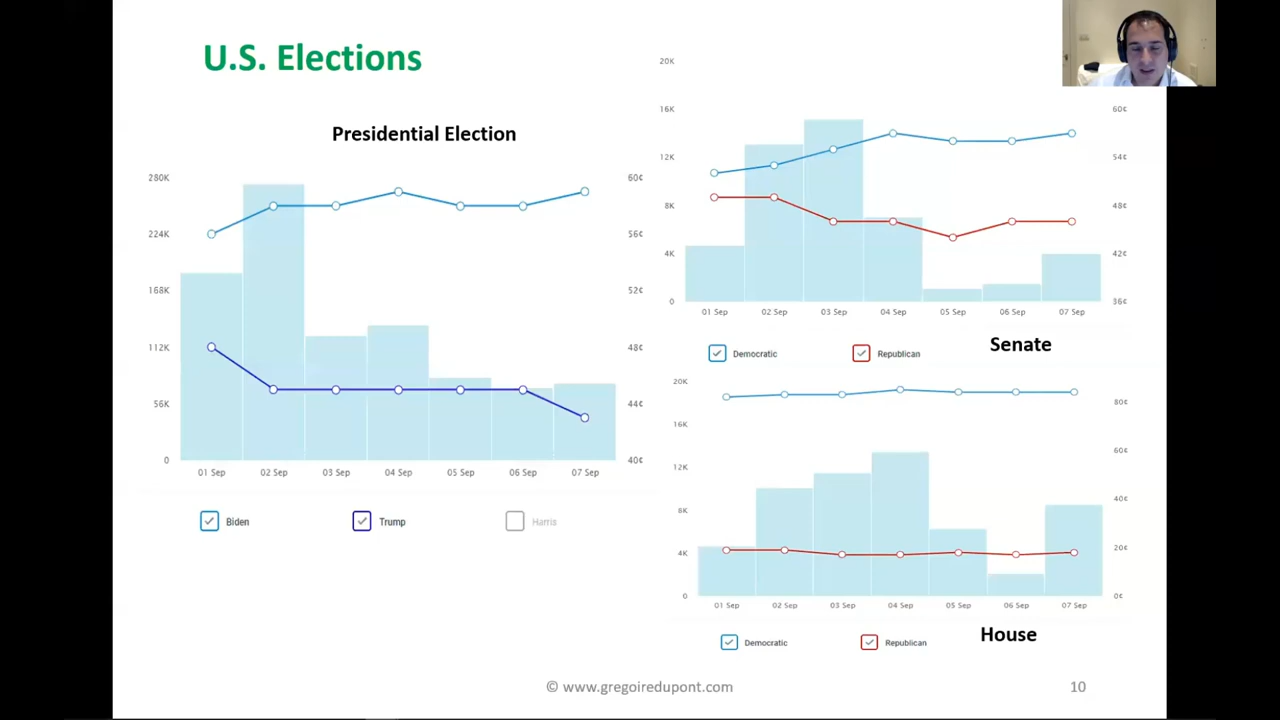 U.S. Elections
Presidential Election
280K
224K
168K
112K
56K
0
60¢
56¢
52¢
48¢
44¢
40¢
01 Sep 02 Sep 03 Sep 04 Sep 05 Sep 06 Sep 07 Sep
Biden Trump Harris
20K
16K
12K
8K
4K
0
60¢
54¢
48¢
42¢
36¢
01 Sep 02 Sep 03 Sep 04 Sep 05 Sep 06 Sep 07 Sep
Senate
Democratic Republican
20K
16K
12K
8K
4K
0
80¢
60¢
40¢
20¢
0¢
01 Sep 02 Sep 03 Sep 04 Sep 05 Sep 06 Sep 07 Sep
House
Democratic Republican
© www.gregoiredupont.com
10